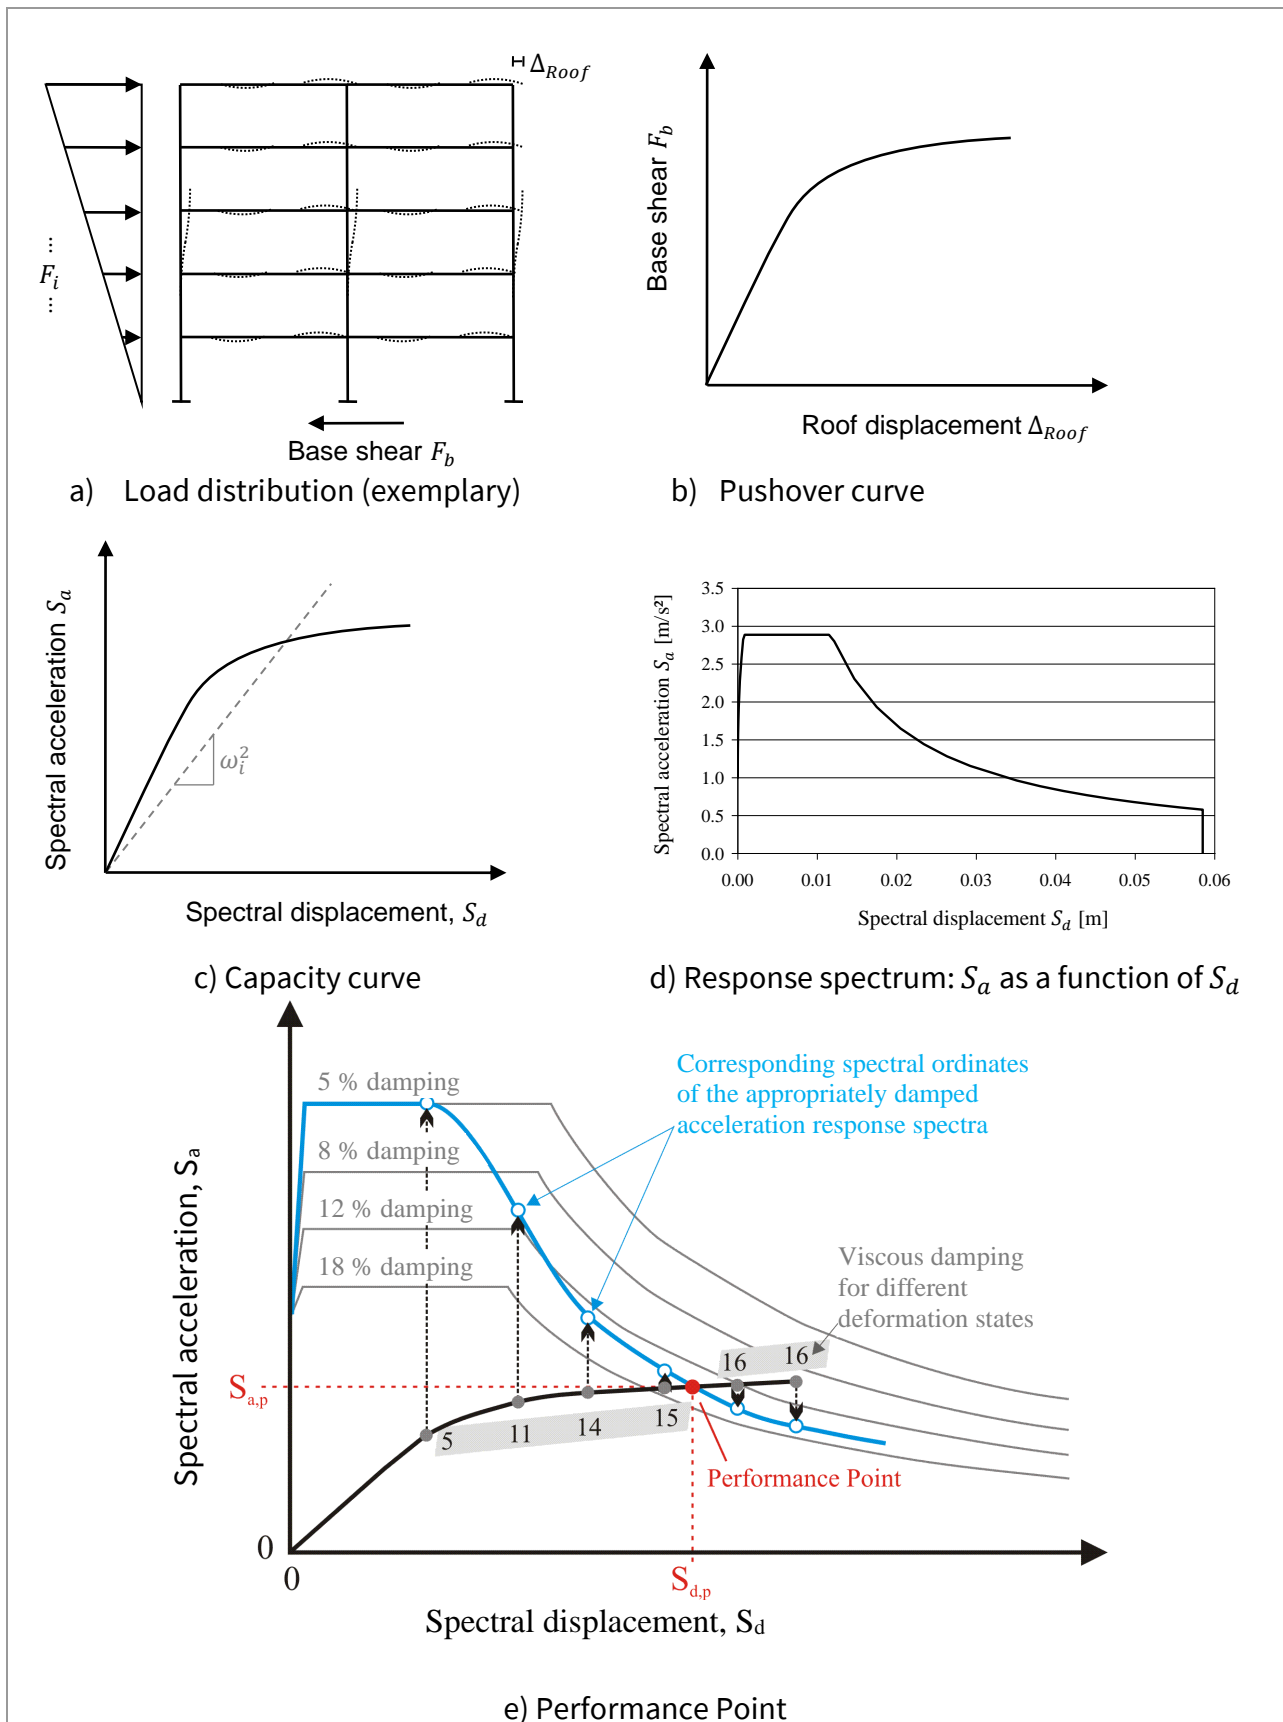 Δ_Roof
⋯
F_i
⋯
Base shear F_b
a) Load distribution (exemplary)
Base shear F_b
Roof displacement Δ_Roof
b) Pushover curve
Spectral acceleration S_a
ω_i^2
Spectral displacement, S_d
c) Capacity curve
Spectral acceleration S_a [m/s²]
3.5
3.0
2.5
2.0
1.5
1.0
0.5
0.0
0.00 0.01 0.02 0.03 0.04 0.05 0.06
Spectral displacement S_d [m]
d) Response spectrum: S_a as a function of S_d
Spectral acceleration, S_a
5 % damping
8 % damping
12 % damping
18 % damping
Corresponding spectral ordinates
of the appropriately damped
acceleration response spectra
Viscous damping
for different
deformation states
S_a,p
5
11
14
15
16
16
Performance Point
0
0
S_d,p
Spectral displacement, S_d
e) Performance Point